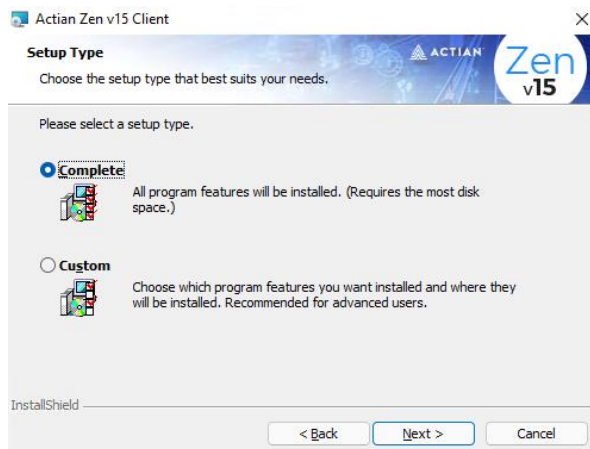 Actian Zen v15 Client
Setup Type
Choose the setup type that best suits your needs.
ACTIAN
Zen
v15
Please select a setup type.
Complete
All program features will be installed. (Requires the most disk
space.)
Custom
Choose which program features you want installed and where they
will be installed. Recommended for advanced users.
InstallShield
< Back
Next >
Cancel